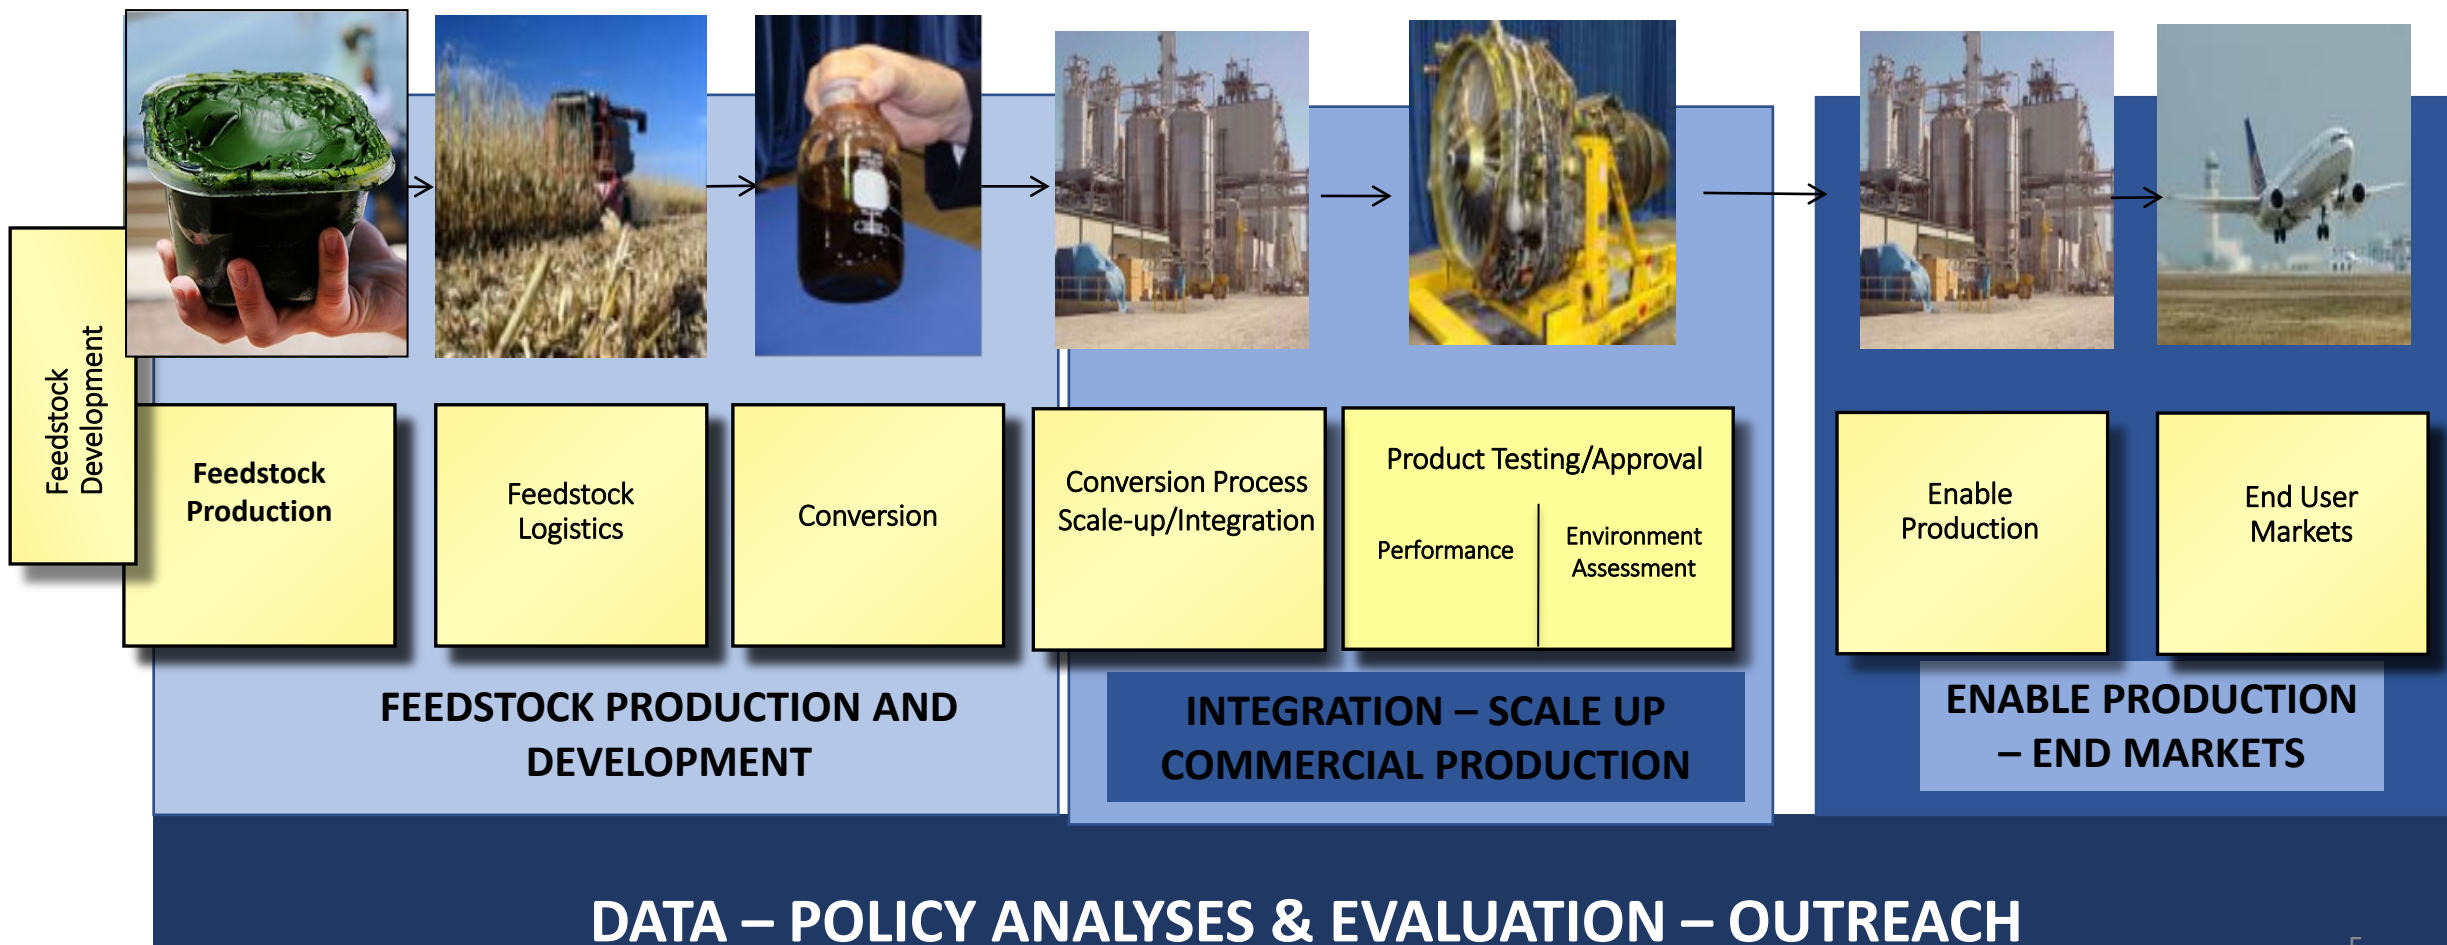 Feedstock
Development
Feedstock
Production
Feedstock
Logistics
Conversion
Conversion Process
Scale-up/Integration
Product Testing/Approval
Performance
Environment
Assessment
Enable
Production
End User
Markets
FEEDSTOCK PRODUCTION AND
DEVELOPMENT
INTEGRATION – SCALE UP
COMMERCIAL PRODUCTION
ENABLE PRODUCTION
– END MARKETS
DATA – POLICY ANALYSES & EVALUATION – OUTREACH